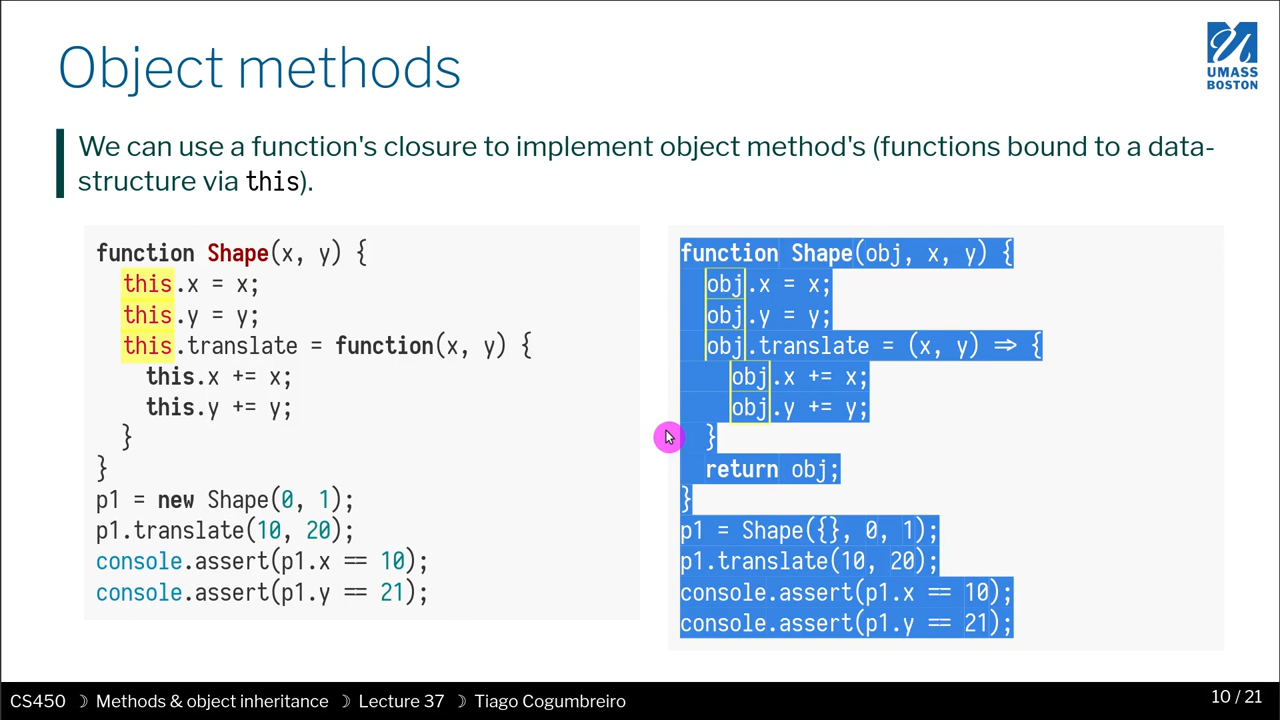 Object methods
UMASS
BOSTON
We can use a function's closure to implement object method's (functions bound to a data-
structure via this).
function Shape(x, y) {
  this.x = x;
  this.y = y;
  this.translate = function(x, y) {
    this.x += x;
    this.y += y;
  }
}
p1 = new Shape(0, 1);
p1.translate(10, 20);
console.assert(p1.x == 10);
console.assert(p1.y == 21);
function Shape(obj, x, y) {
  obj.x = x;
  obj.y = y;
  obj.translate = (x, y) => {
    obj.x += x;
    obj.y += y;
  }
  return obj;
}
p1 = Shape({}, 0, 1);
p1.translate(10, 20);
console.assert(p1.x == 10);
console.assert(p1.y == 21);
CS450 ☽ Methods & object inheritance ☽ Lecture 37 ☽ Tiago Cogumbreiro
10 / 21